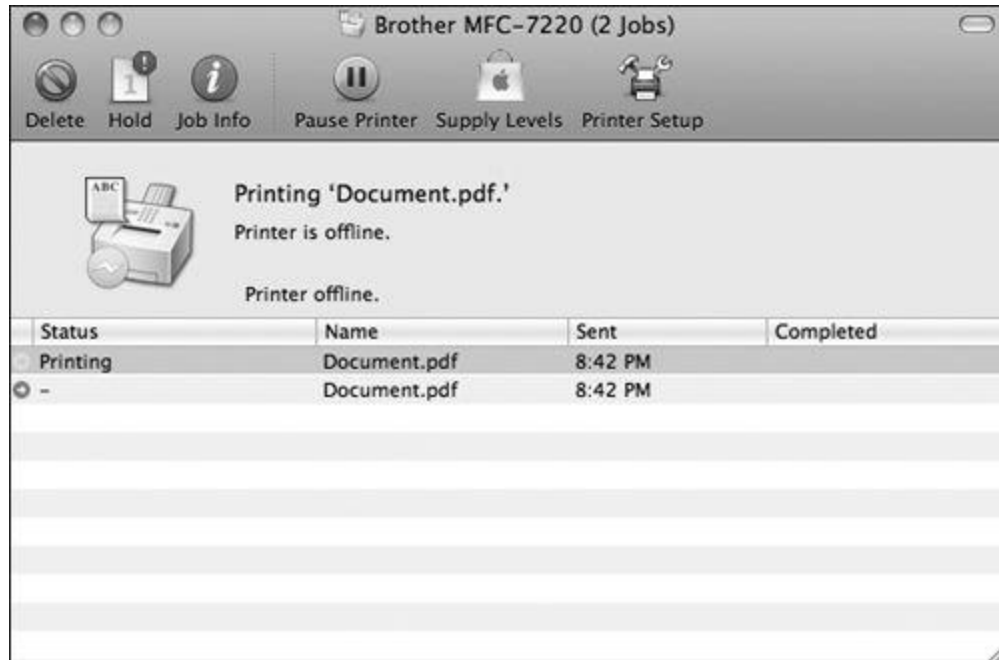 Brother MFC-7220 (2 Jobs)
1
Delete Hold Job Info Pause Printer Supply Levels Printer Setup
ABC
Printing ‘Document.pdf.’
Printer is offline.
Printer offline.
Status Name Sent Completed
Printing Document.pdf 8:42 PM
- Document.pdf 8:42 PM